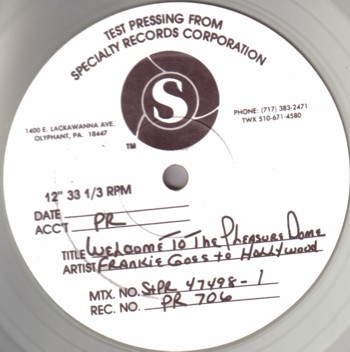 TEST PRESSING FROM
SPECIALTY RECORDS CORPORATION
S
1400 E. LACKAWANNA AVE.
OLYPHANT, PA. 18447
PHONE: (717) 383-2471
TWX 510-671-4580
TM
12" 33 1/3 RPM
DATE
ACCT PR
TITLE Welcome To The Pleasure Dome
ARTIST FRANKIE GOES to HOLLYWOOD
MTX. NO. StPR 47498-1
REC. NO. PR 706